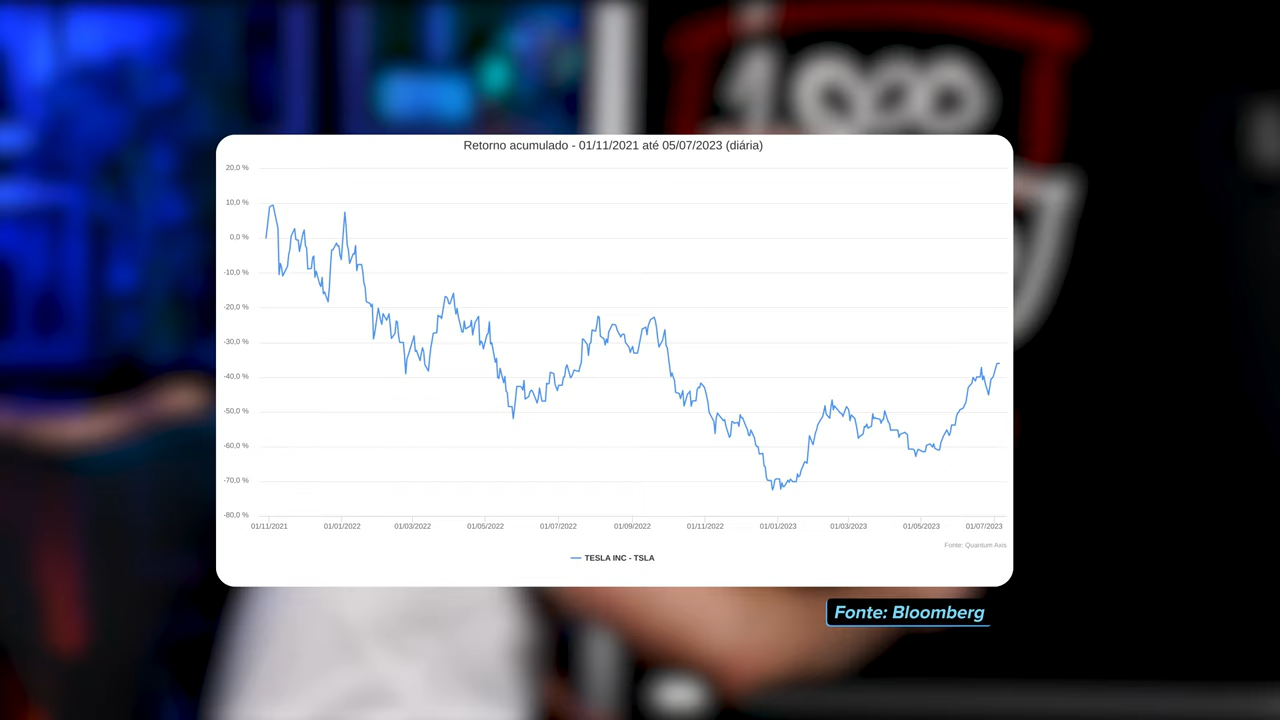 1000
Retorno acumulado - 01/11/2021 até 05/07/2023 (diária)
20,0 %
10,0 %
0,0 %
-10,0 %
-20,0 %
-30,0 %
-40,0 %
-50,0 %
-60,0 %
-70,0 %
-80,0 %
01/11/2021 01/01/2022 01/03/2022 01/05/2022 01/07/2022 01/09/2022 01/11/2022 01/01/2023 01/03/2023 01/05/2023 01/07/2023
Fonte: Quantum Axis
TESLA INC - TSLA
Fonte: Bloomberg